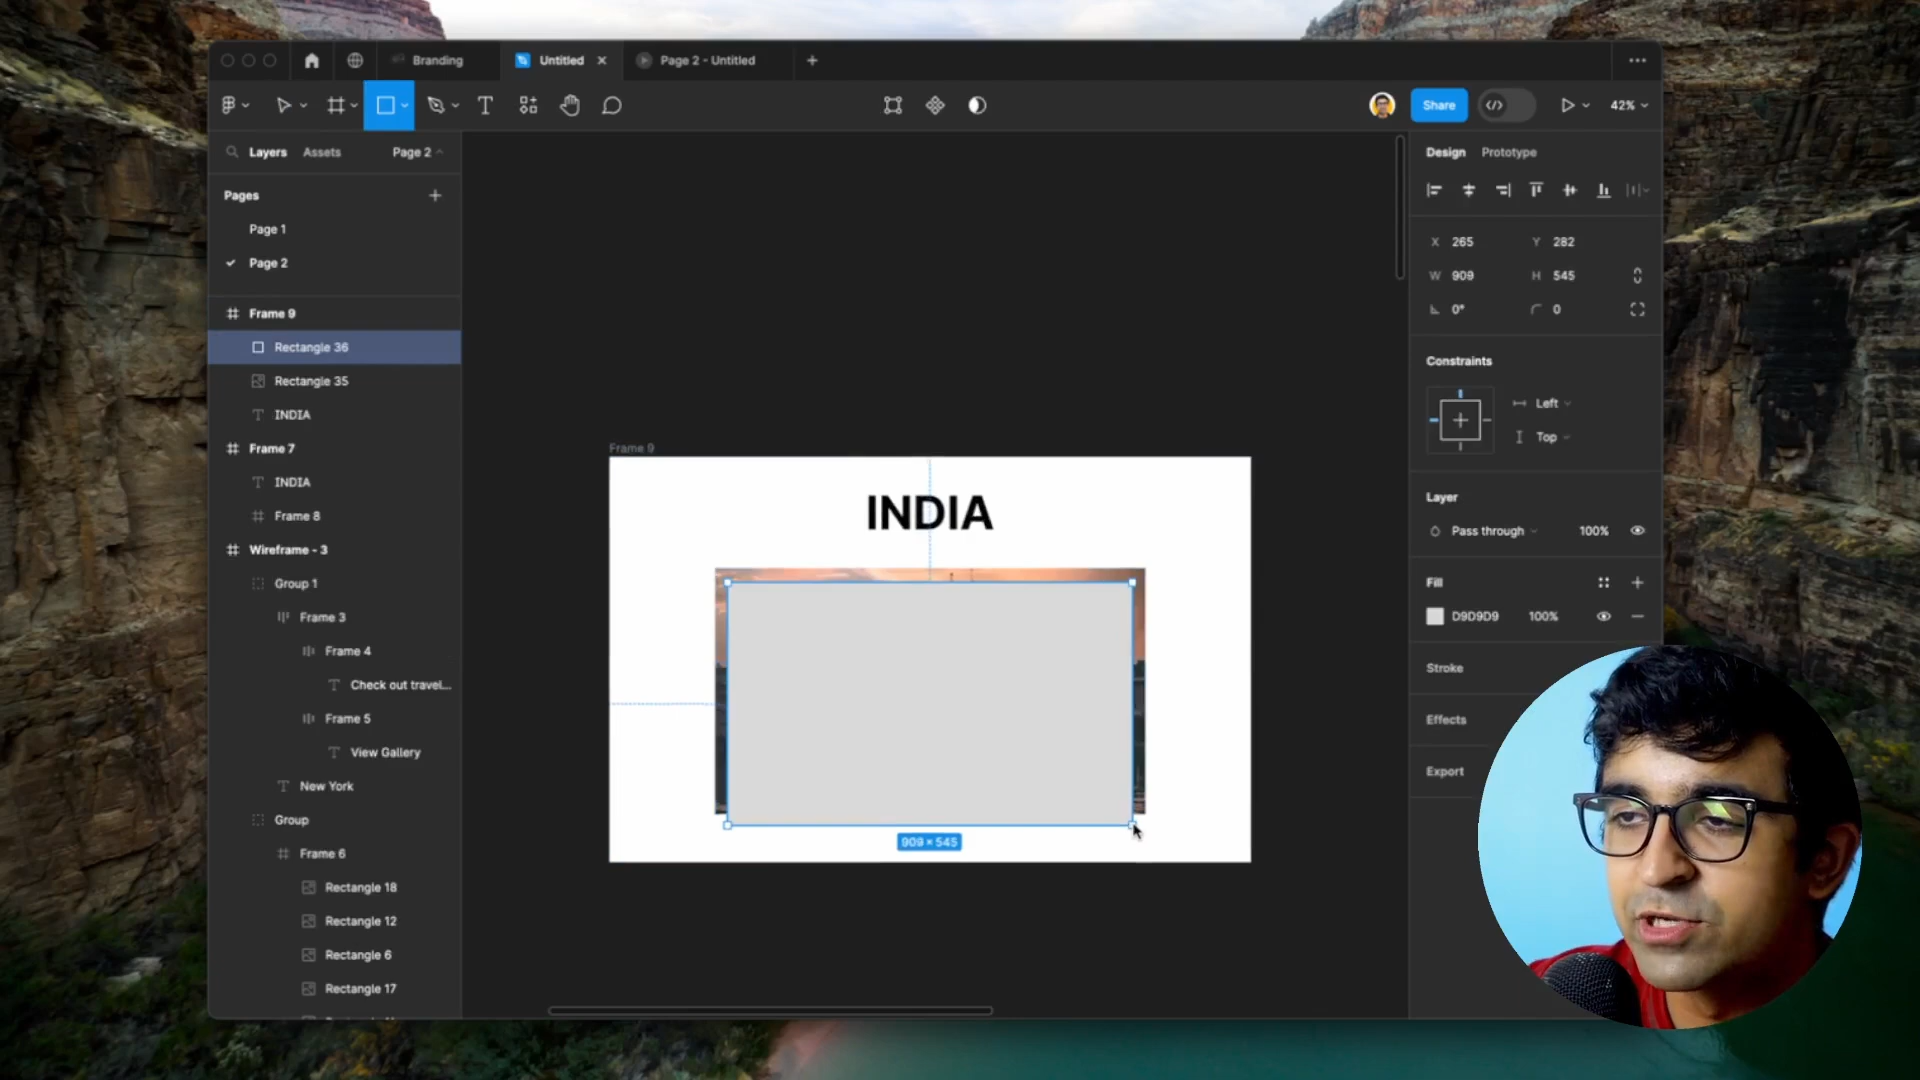 Branding
Untitled
Page 2 - Untitled
Share
42%
Layers
Assets
Page 2
Design
Prototype
Pages
Page 1
Page 2
X 265
Y 282
W 909
H 545
0°
0
Frame 9
Rectangle 36
Rectangle 35
INDIA
Frame 7
INDIA
Frame 8
Wireframe - 3
Group 1
Frame 3
Frame 4
Check out travel...
Frame 5
View Gallery
New York
Group
Frame 6
Rectangle 18
Rectangle 12
Rectangle 6
Rectangle 17
Frame 9
INDIA
909 × 545
Constraints
Left
Top
Layer
Pass through
100%
Fill
D9D9D9
100%
Stroke
Effects
Export